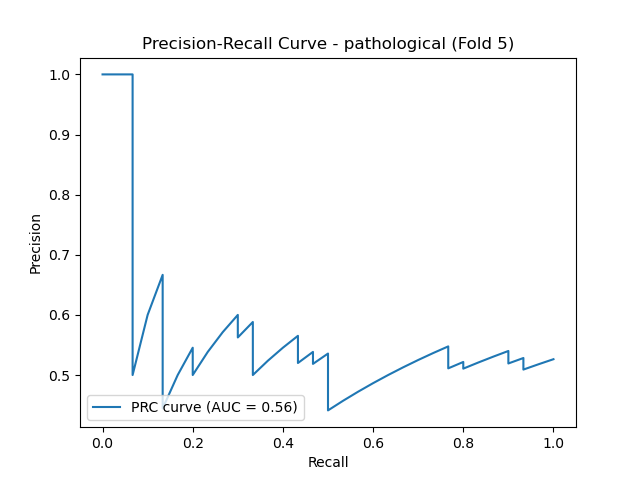 Precision-Recall Curve - pathological (Fold 5)
1.0
0.9
0.8
0.7
0.6
0.5
Precision
PRC curve (AUC = 0.56)
0.0 0.2 0.4 0.6 0.8 1.0
Recall